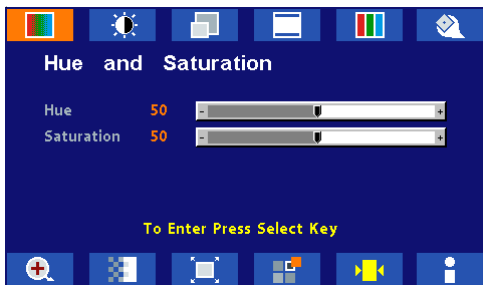 Hue and Saturation
Hue 50 - +
Saturation 50 - +
To Enter Press Select Key